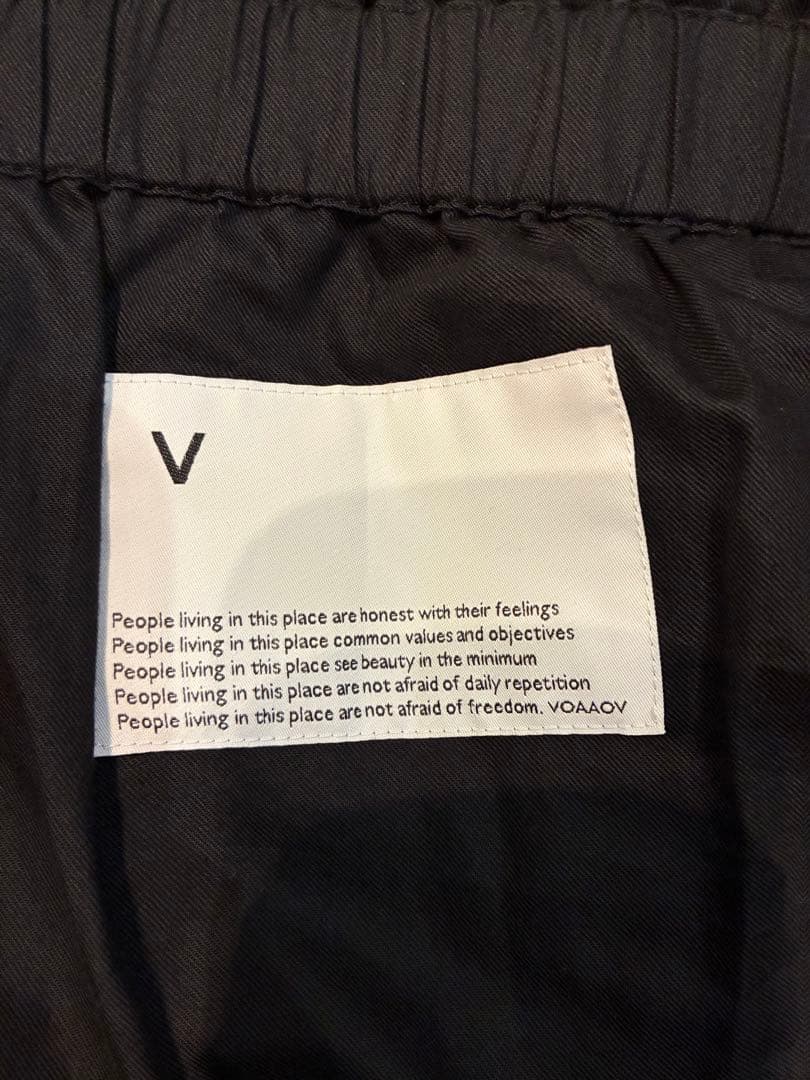 V
People living in this place are honest with their feelings
People living in this place common values and objectives
People living in this place see beauty in the minimum
People living in this place are not afraid of daily repetition
People living in this place are not afraid of freedom. VOAAOV